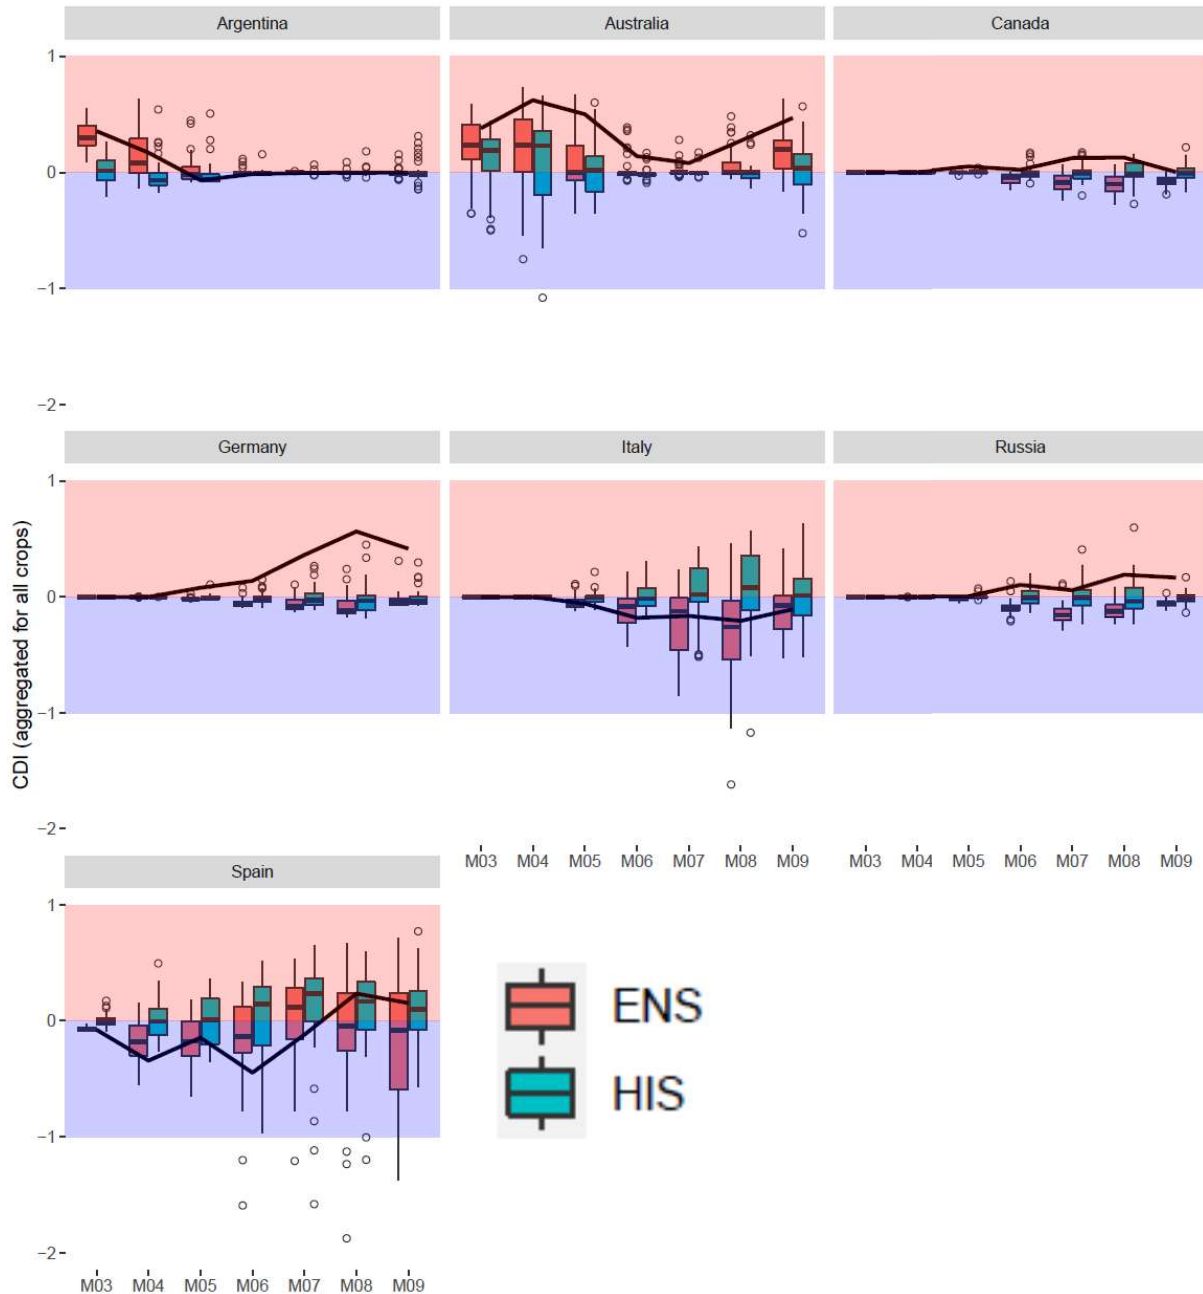 Argentina Australia Canada
1
0
−1
−2
Germany Italy Russia
1
0
−1
−2
CDI (aggregated for all crops)
M03 M04 M05 M06 M07 M08 M09 M03 M04 M05 M06 M07 M08 M09
Spain
1
0
−1
−2
ENS
HIS
M03 M04 M05 M06 M07 M08 M09